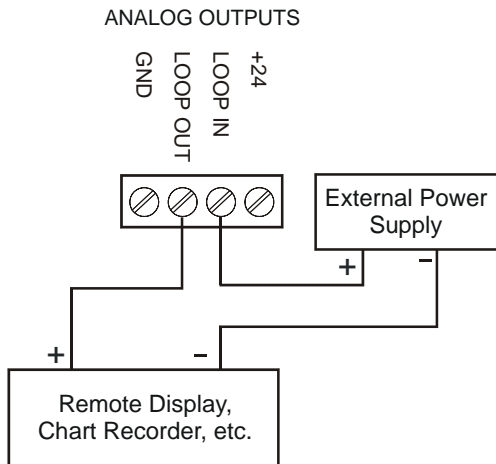 ANALOG OUTPUTS
GND
LOOP OUT
LOOP IN
+24
External Power
Supply
+
-
+
-
Remote Display,
Chart Recorder, etc.